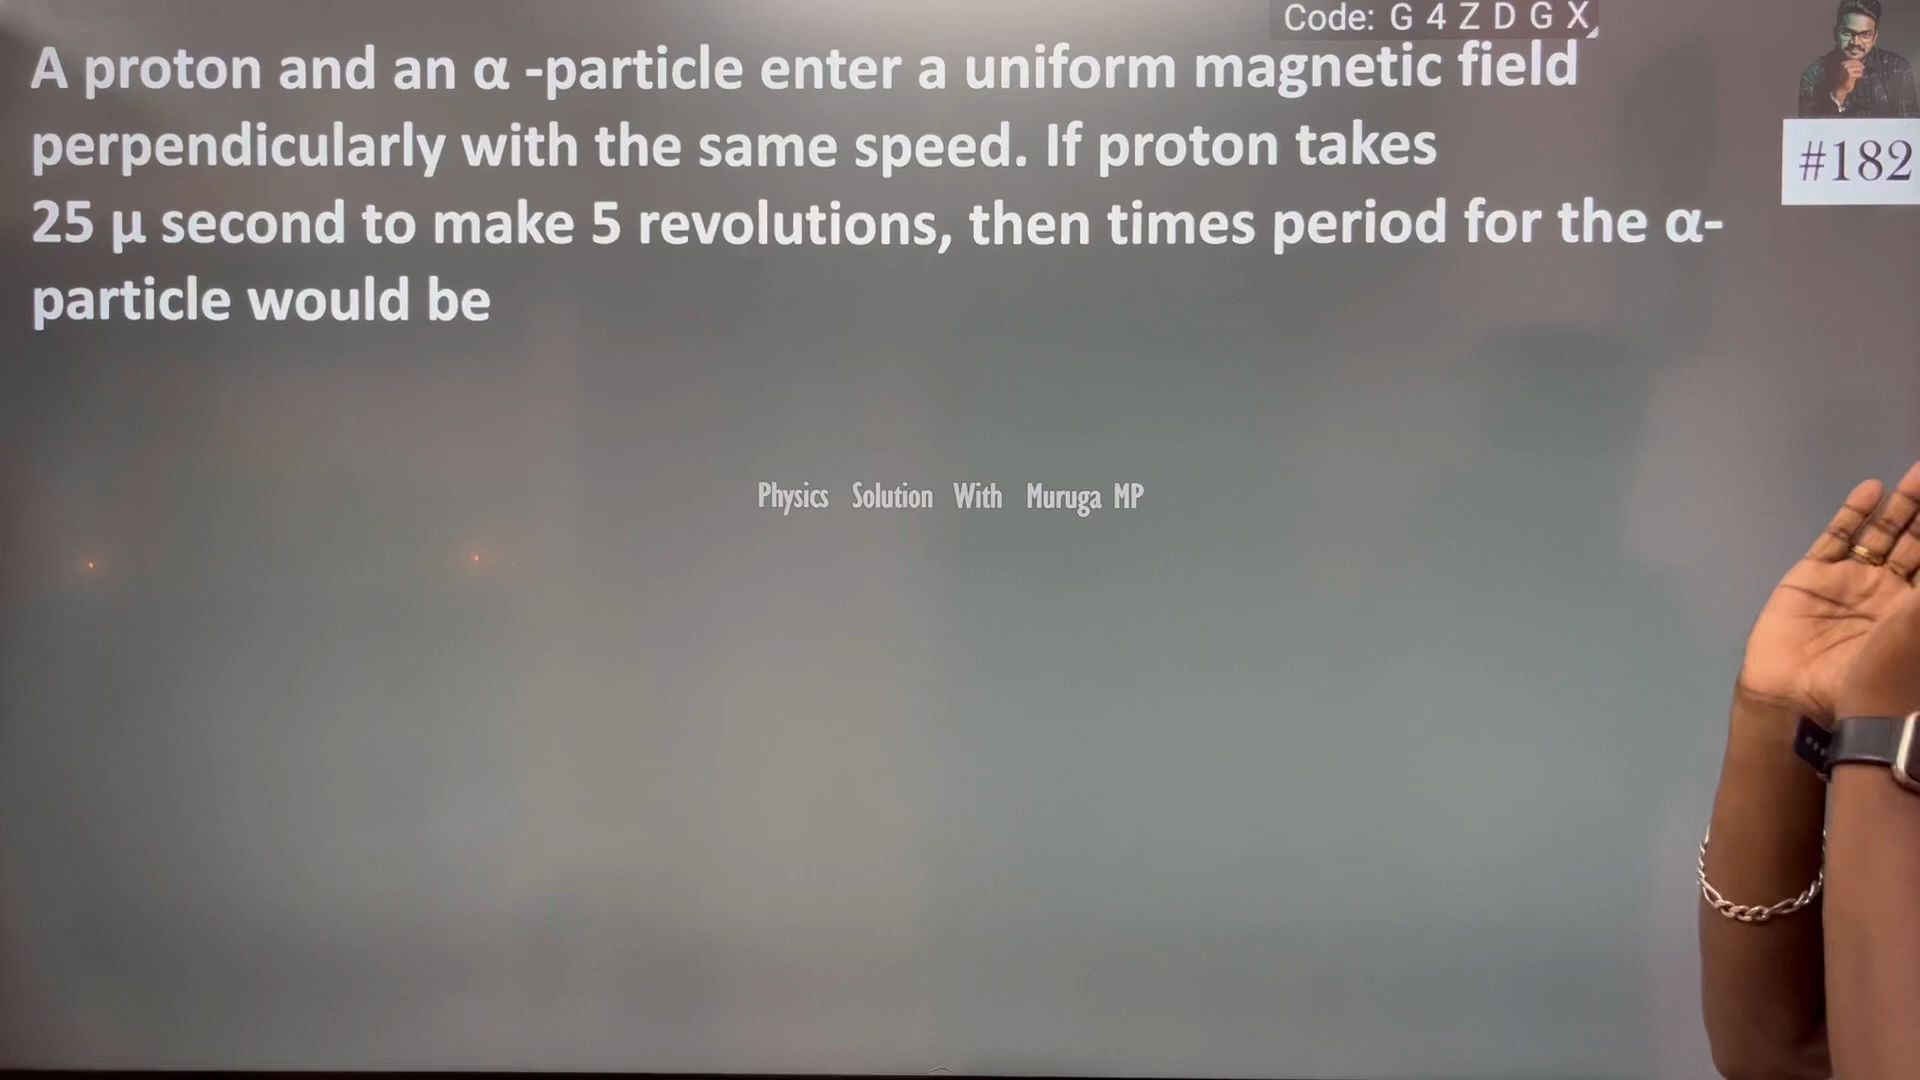 Code: G 4 Z D G X
A proton and an α -particle enter a uniform magnetic field
perpendicularly with the same speed. If proton takes
25 μ second to make 5 revolutions, then times period for the α-
particle would be
#182
Physics Solution With Muruga MP